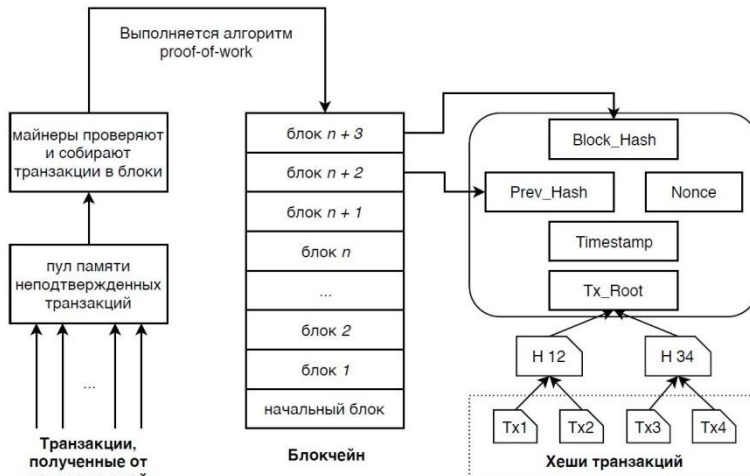 Выполняется алгоритм
proof-of-work
майнеры проверяют
и собирают
транзакции в блоки
пул памяти
неподтвержденных
транзакций
...
Транзакции,
полученные от
блок n + 3
блок n + 2
блок n + 1
блок n
...
блок 2
блок 1
начальный блок
Блокчейн
Block_Hash
Prev_Hash
Nonce
Timestamp
Tx_Root
H 12
H 34
Tx1
Tx2
Tx3
Tx4
Хеши транзакций